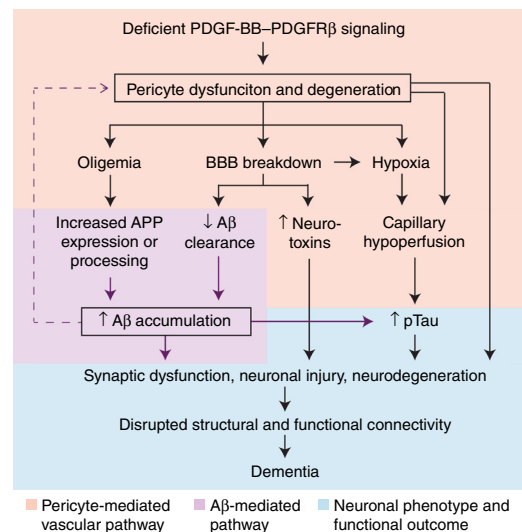 Deficient PDGF-BB–PDGFRβ signaling
Pericyte dysfunciton and degeneration
Oligemia
BBB breakdown
Hypoxia
Increased APP
expression or
processing
↓ Aβ
clearance
↑ Neuro-
toxins
Capillary
hypoperfusion
↑ Aβ accumulation
↑ pTau
Synaptic dysfunction, neuronal injury, neurodegeneration
Disrupted structural and functional connectivity
Dementia
Pericyte-mediated
vascular pathway
Aβ-mediated
pathway
Neuronal phenotype and
functional outcome